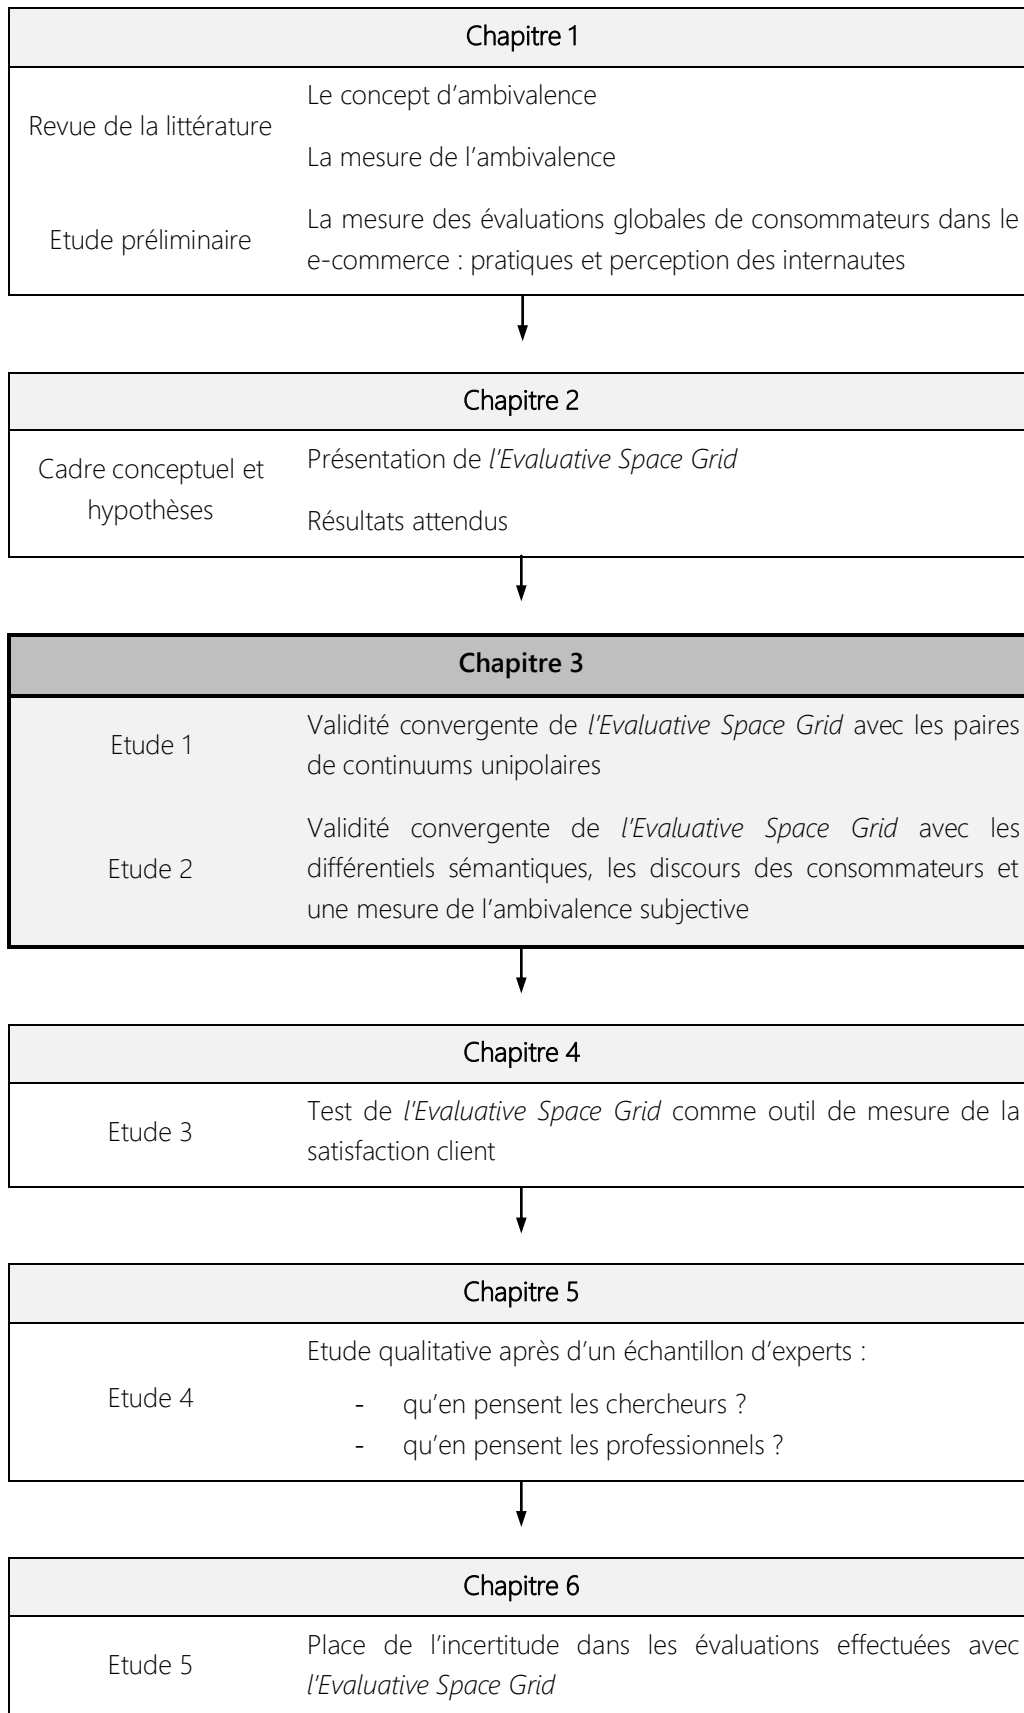 Chapitre 1
Revue de la littérature
Le concept d'ambivalence
La mesure de l'ambivalence
Etude préliminaire
La mesure des évaluations globales de consommateurs dans le
e-commerce : pratiques et perception des internautes
Chapitre 2
Cadre conceptuel et
hypothèses
Présentation de l'Evaluative Space Grid
Résultats attendus
Chapitre 3
Etude 1
Validité convergente de l'Evaluative Space Grid avec les paires
de continuums unipolaires
Etude 2
Validité convergente de l'Evaluative Space Grid avec les
différentiels sémantiques, les discours des consommateurs et
une mesure de l'ambivalence subjective
Chapitre 4
Etude 3
Test de l'Evaluative Space Grid comme outil de mesure de la
satisfaction client
Chapitre 5
Etude 4
Etude qualitative après d'un échantillon d'experts :
- qu'en pensent les chercheurs ?
- qu'en pensent les professionnels ?
Chapitre 6
Etude 5
Place de l'incertitude dans les évaluations effectuées avec
l'Evaluative Space Grid